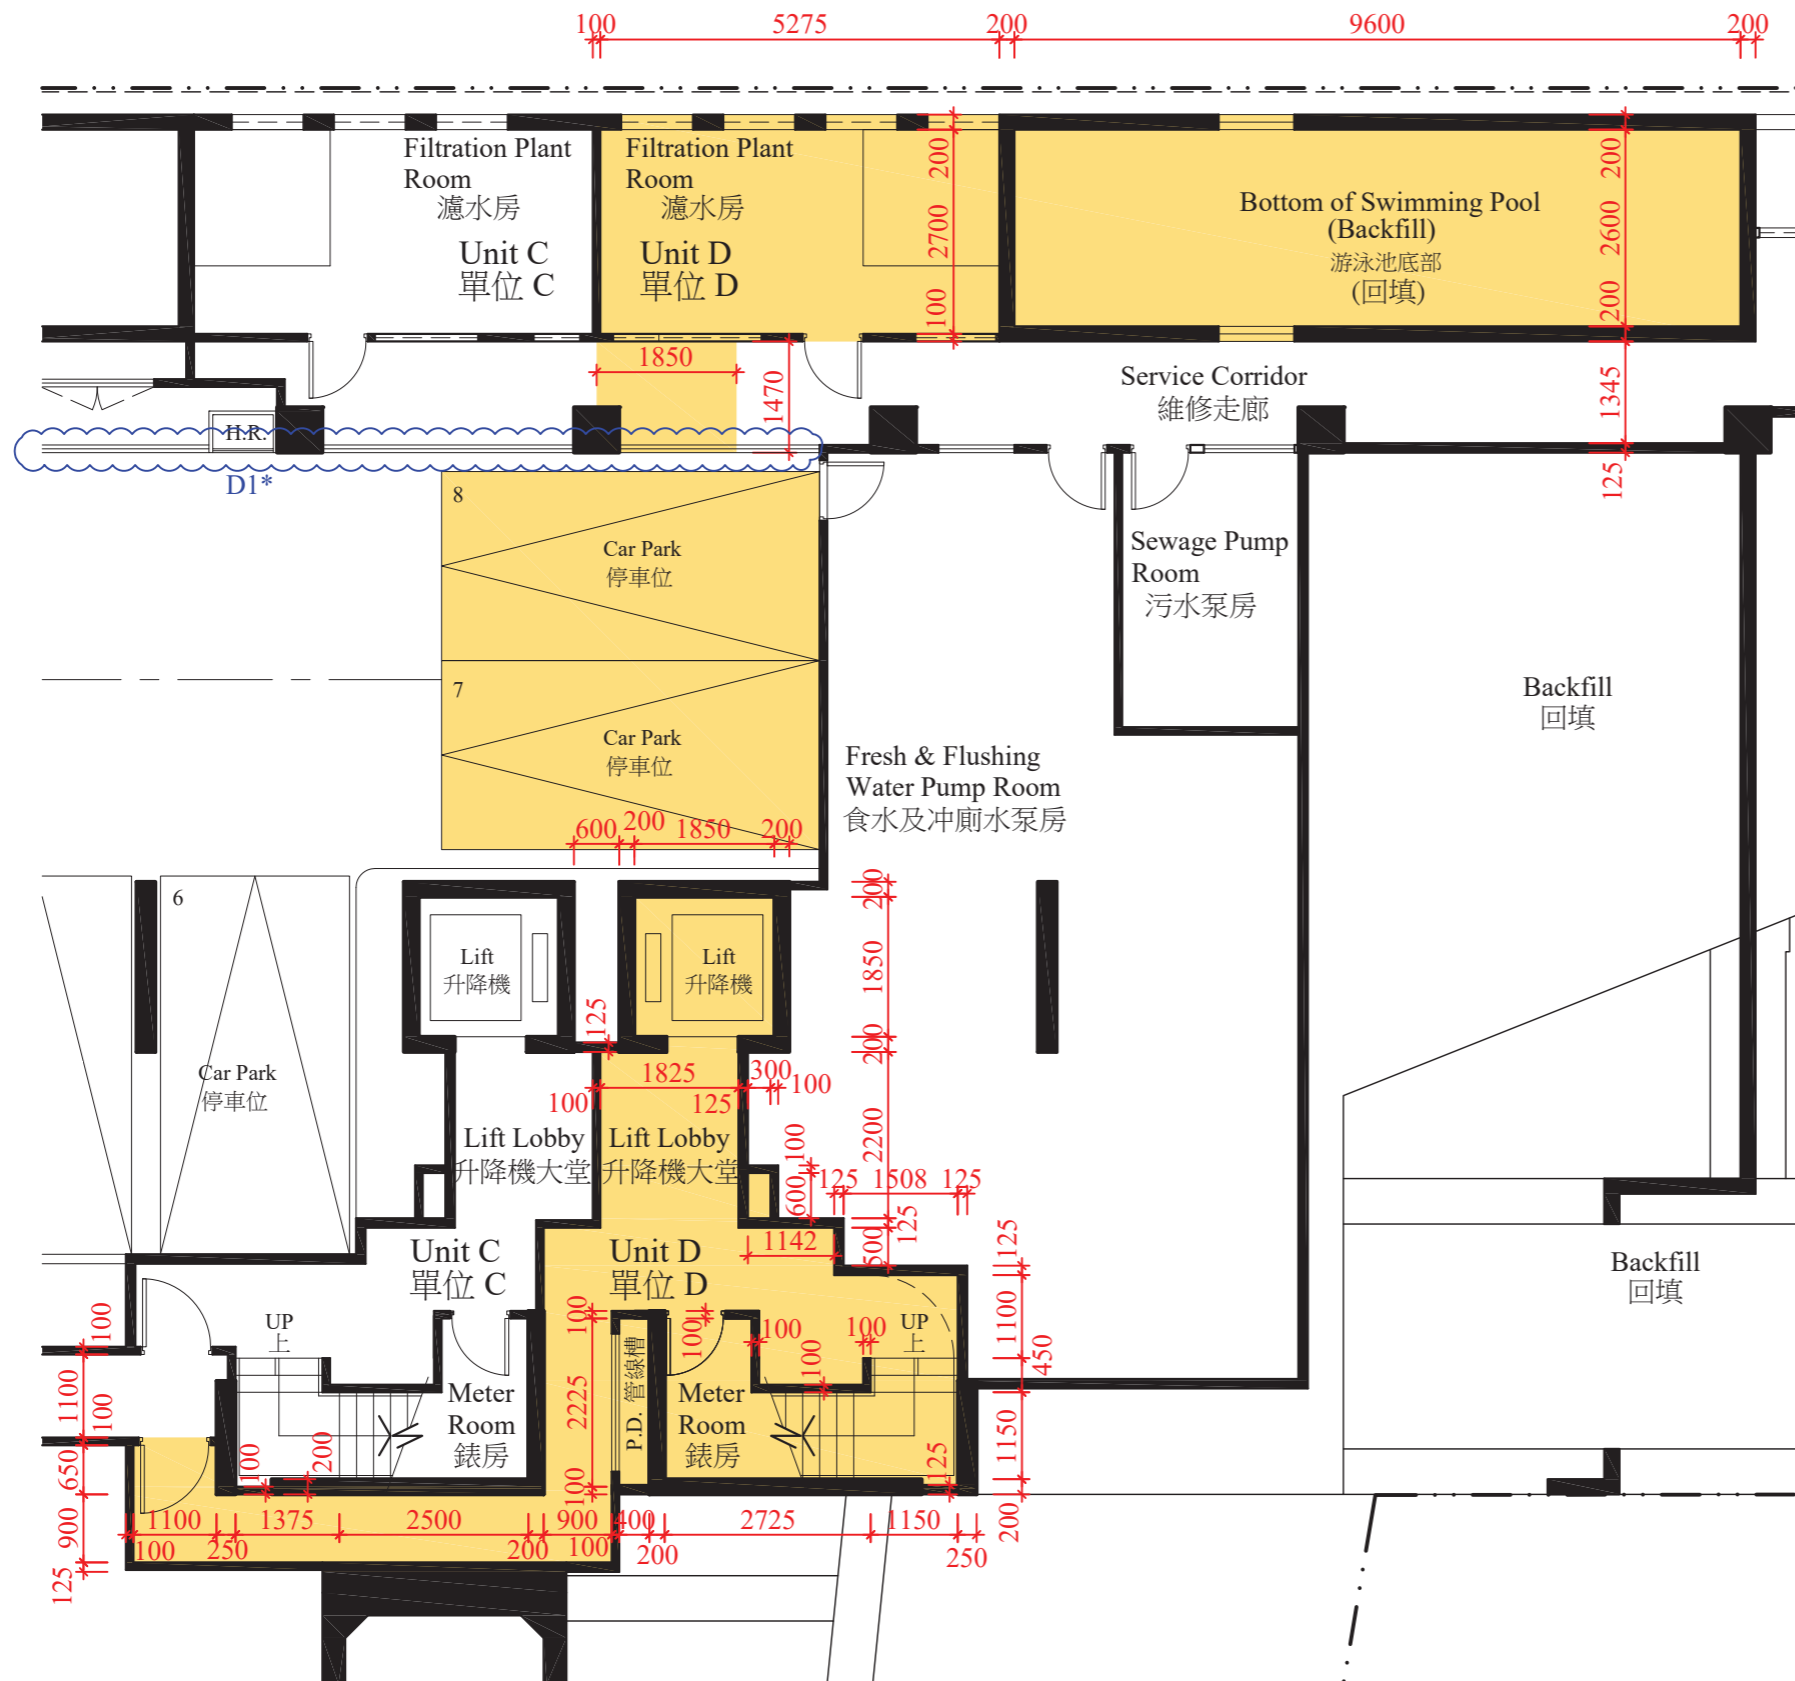 100 5275 200 9600 200
Filtration Plant
Room
濾水房
Unit C
單位 C
Filtration Plant
Room
濾水房
Unit D
單位 D
200
2700
100
Bottom of Swimming Pool
(Backfill)
游泳池底部
(回填)
200
2600
200
1850
1470
Service Corridor
維修走廊
1345
125
H.R.
D1*
8
Car Park
停車位
7
Car Park
停車位
Sewage Pump
Room
污水泵房
Backfill
回填
Fresh & Flushing
Water Pump Room
食水及冲廁水泵房
600 200 1850 200
6
Car Park
停車位
Lift
升降機
Lift
升降機
200
1850
200
125
1825 300 100
100 125
2200
Lift Lobby
升降機大堂
Lift Lobby
升降機大堂
100
600
125 1508 125
125
500
1142
Unit C
單位 C
Unit D
單位 D
125
1100
450
1150
200
Backfill
回填
UP
上
UP
上
100
1100
100
650
900
125
100
2225
100
P.D. 管線槽
100
100
100
100
Meter
Room
錶房
Meter
Room
錶房
100
200
125
1100 1375 2500 900 400 2725 1150
100 250 200 100 200 250